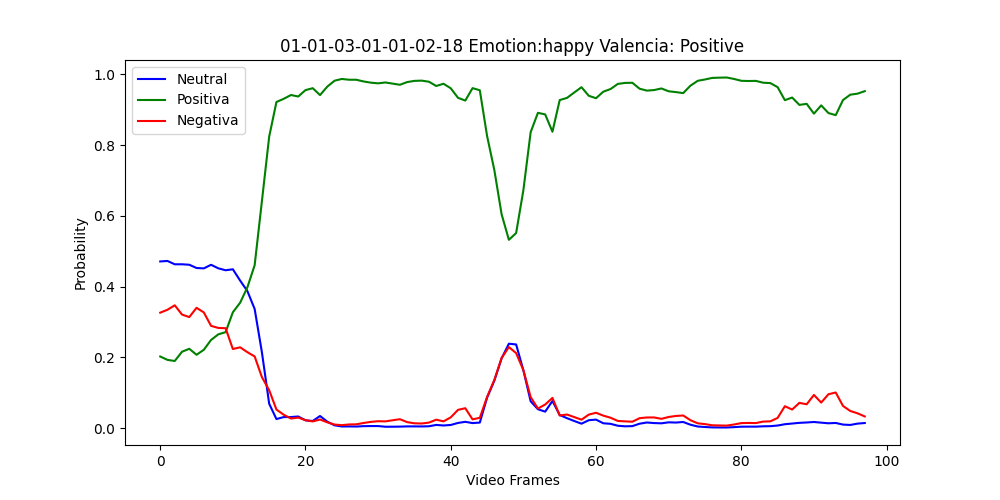 01-01-03-01-01-02-18 Emotion:happy Valencia: Positive
Neutral
Positiva
Negativa
Probability
1.0
0.8
0.6
0.4
0.2
0.0
0 20 40 60 80 100
Video Frames